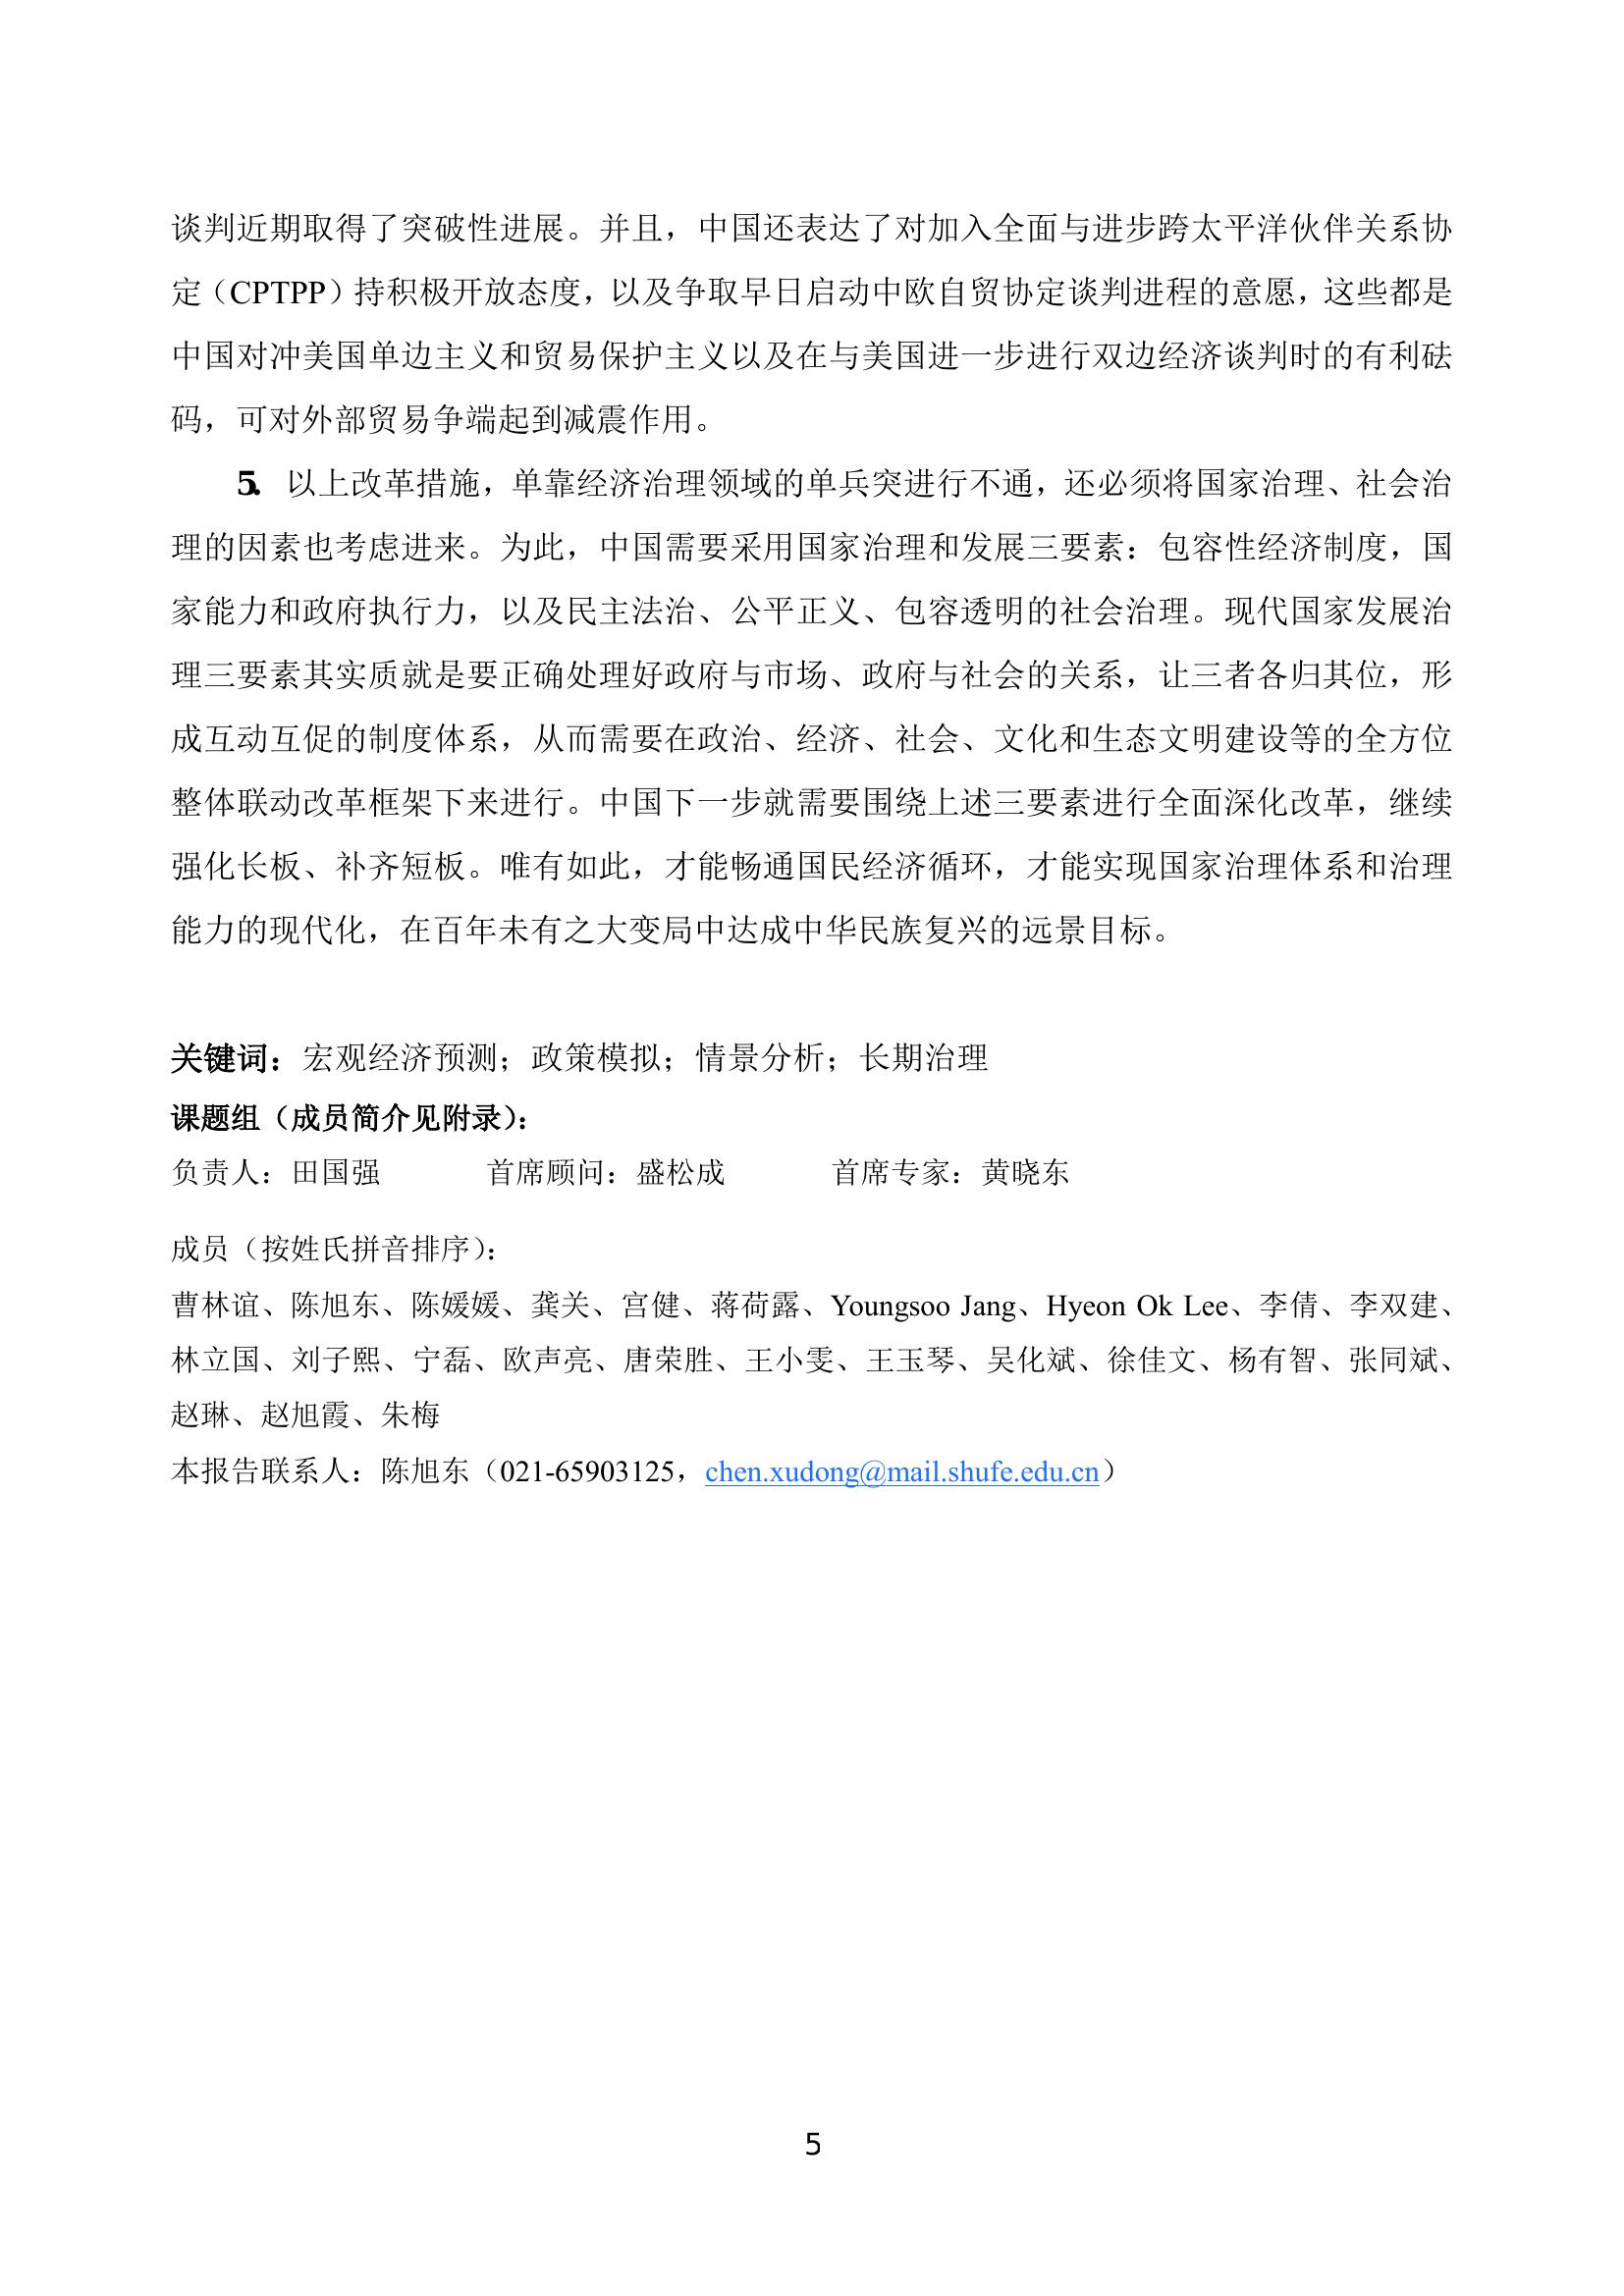 谈判近期取得了突破性进展。并且，中国还表达了对加入全面与进步跨太平洋伙伴关系协
定（CPTPP）持积极开放态度，以及争取早日启动中欧自贸协定谈判进程的意愿，这些都是
中国对冲美国单边主义和贸易保护主义以及在与美国进一步进行双边经济谈判时的有利砝
码，可对外部贸易争端起到减震作用。
5. 以上改革措施，单靠经济治理领域的单兵突进行不通，还必须将国家治理、社会治
理的因素也考虑进来。为此，中国需要采用国家治理和发展三要素：包容性经济制度，国
家能力和政府执行力，以及民主法治、公平正义、包容透明的社会治理。现代国家发展治
理三要素其实质就是要正确处理好政府与市场、政府与社会的关系，让三者各归其位，形
成互动互促的制度体系，从而需要在政治、经济、社会、文化和生态文明建设等的全方位
整体联动改革框架下来进行。中国下一步就需要围绕上述三要素进行全面深化改革，继续
强化长板、补齐短板。唯有如此，才能畅通国民经济循环，才能实现国家治理体系和治理
能力的现代化，在百年未有之大变局中达成中华民族复兴的远景目标。
关键词：宏观经济预测；政策模拟；情景分析；长期治理
课题组（成员简介见附录）：
负责人：田国强 首席顾问：盛松成 首席专家：黄晓东
成员（按姓氏拼音排序）：
曹林谊、陈旭东、陈媛媛、龚关、宫健、蒋荷露、Youngsoo Jang、Hyeon Ok Lee、李倩、李双建、
林立国、刘子熙、宁磊、欧声亮、唐荣胜、王小雯、王玉琴、吴化斌、徐佳文、杨有智、张同斌、
赵琳、赵旭霞、朱梅
本报告联系人：陈旭东（021-65903125，chen.xudong@mail.shufe.edu.cn）
5